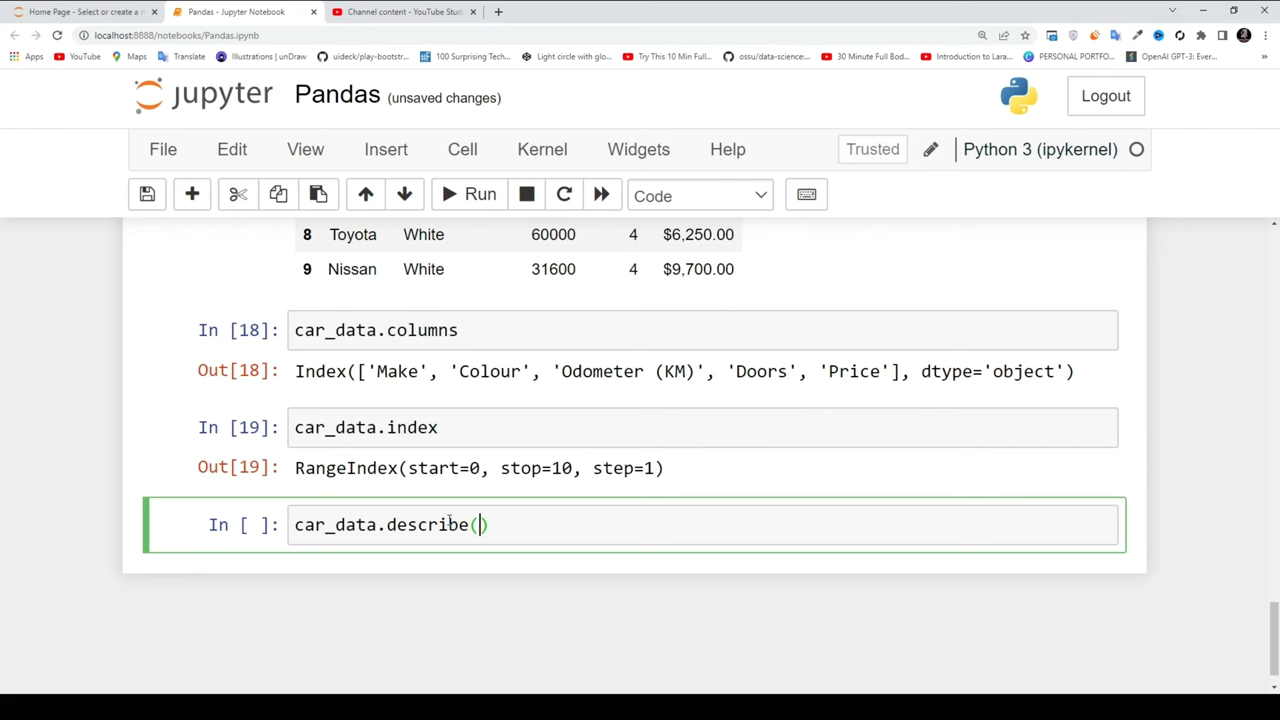 Home Page - Select or create a n
Pandas - Jupyter Notebook
Channel content - YouTube Stud
localhost:8888/notebooks/Pandas.ipynb
Apps YouTube Maps Translate Illustrations | unDraw uideck/play-bootstr... 100 Surprising Tech... Light circle with glo... Try This 10 Min Full... ossu/data-science:... 30 Minute Full Bod... Introduction to Lara... PERSONAL PORTFO... OpenAI GPT-3: Ever... »
jupyter Pandas (unsaved changes) Logout
File Edit View Insert Cell Kernel Widgets Help Trusted Python 3 (ipykernel)
Run Code
8 Toyota White 60000 4 $6,250.00
9 Nissan White 31600 4 $9,700.00
In [18]: car_data.columns
Out[18]: Index(['Make', 'Colour', 'Odometer (KM)', 'Doors', 'Price'], dtype='object')
In [19]: car_data.index
Out[19]: RangeIndex(start=0, stop=10, step=1)
In [ ]: car_data.describe()